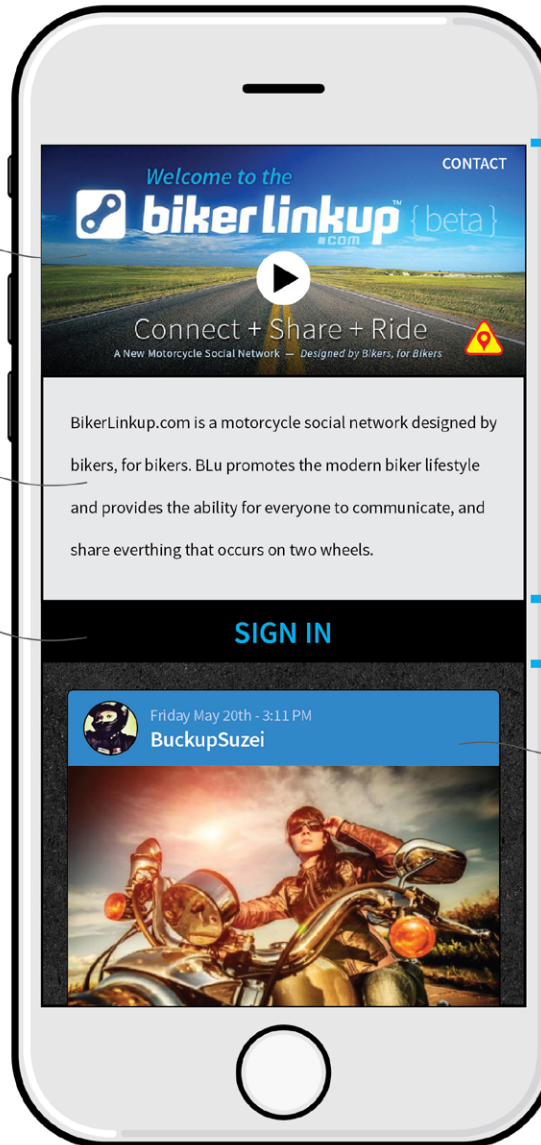 CONTACT
Welcome to the
biker linkup™ {beta}
.COM
Connect + Share + Ride
A New Motorcycle Social Network — Designed by Bikers, for Bikers
BikerLinkup.com is a motorcycle social network designed by
bikers, for bikers. BLu promotes the modern biker lifestyle
and provides the ability for everyone to communicate, and
share everthing that occurs on two wheels.
SIGN IN
Friday May 20th - 3:11 PM
BuckupSuzei